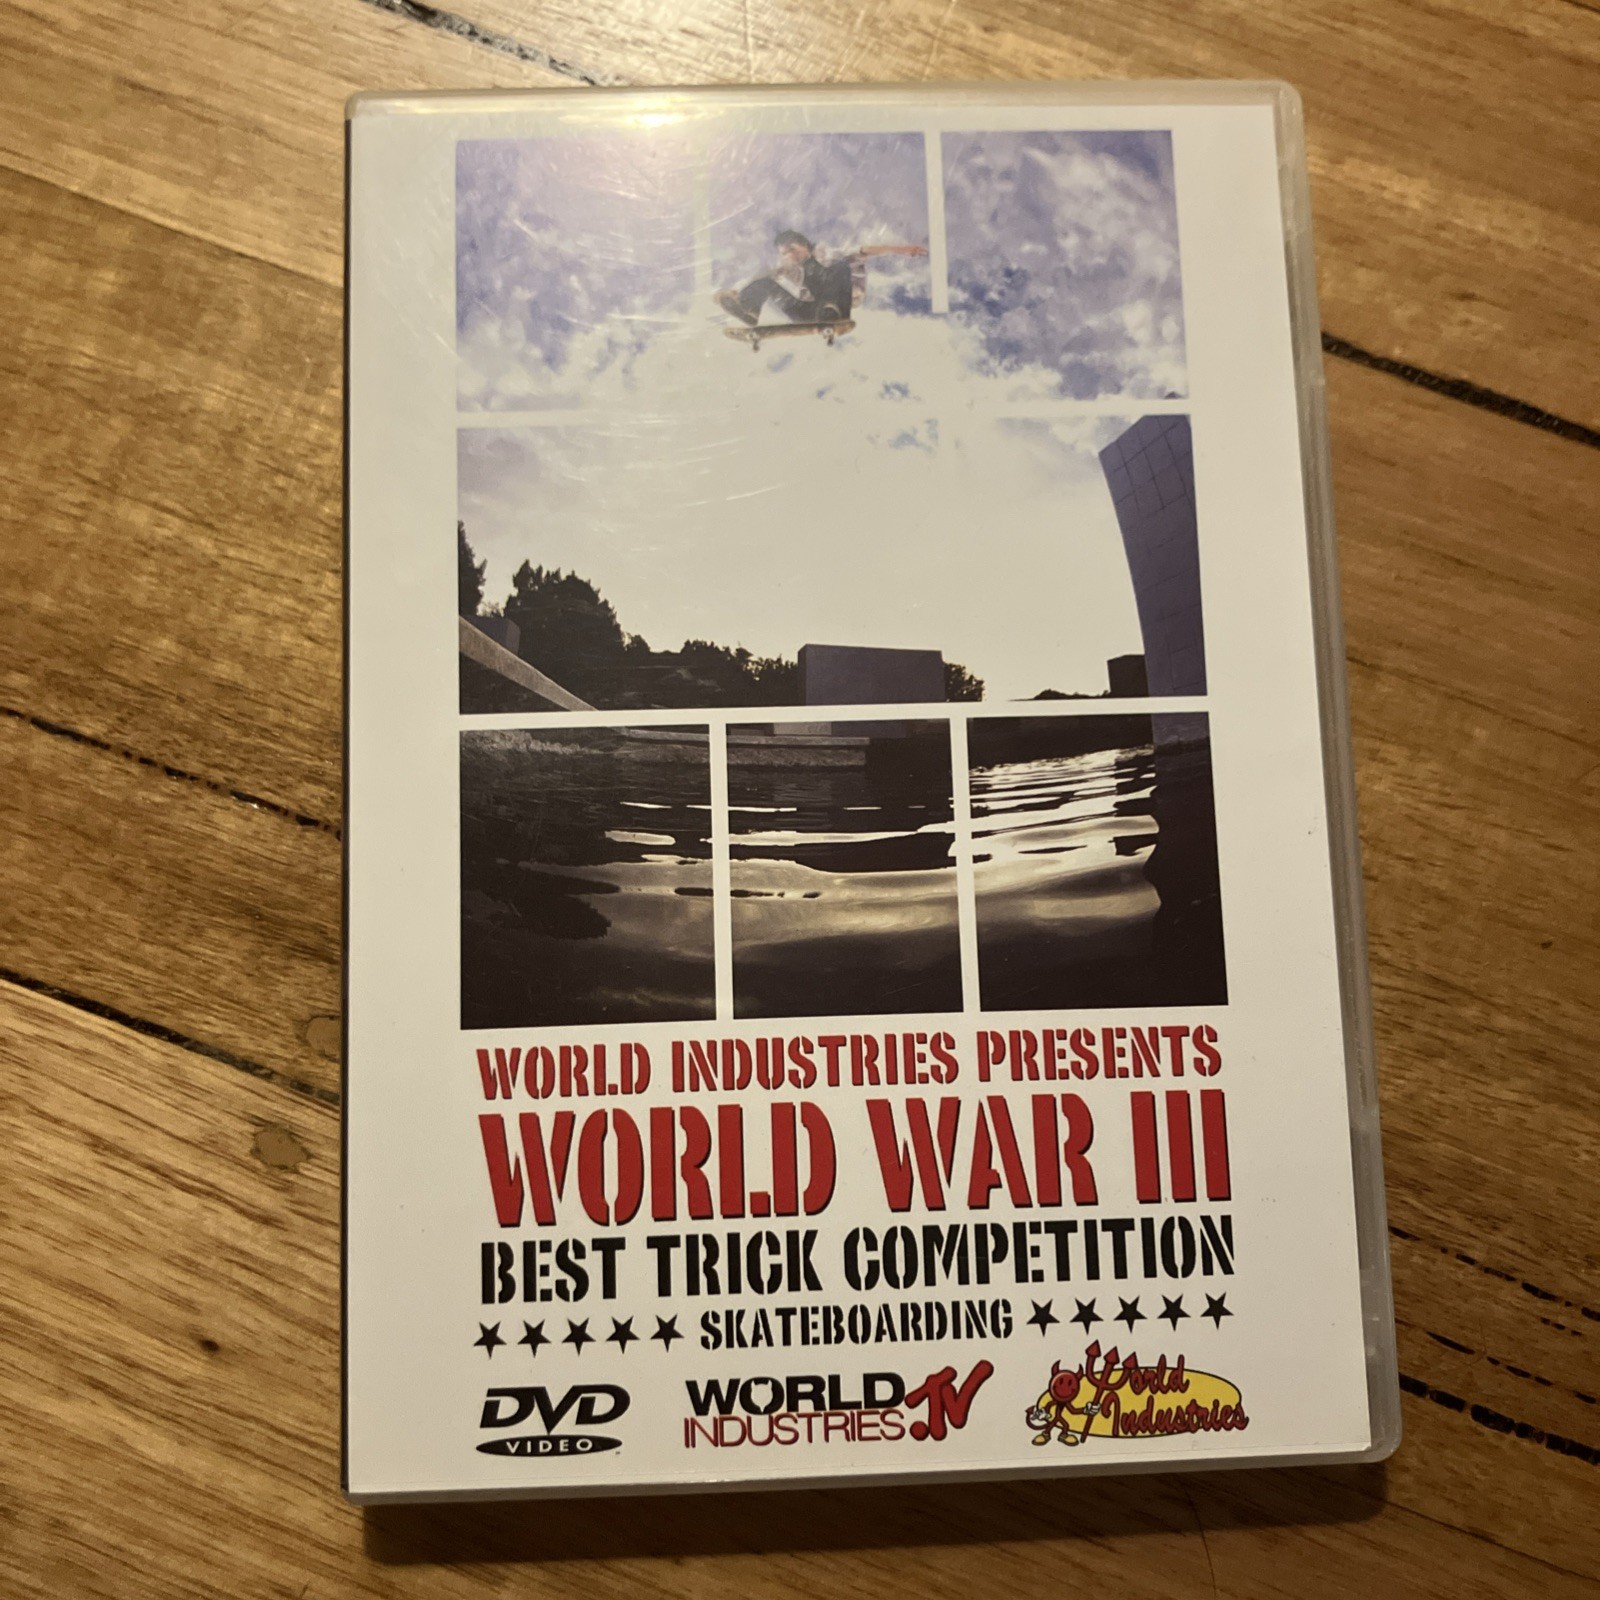 WORLD INDUSTRIES PRESENTS
WORLD WAR III
BEST TRICK COMPETITION
SKATEBOARDING
DVD
VIDEO
WORLD
INDUSTRIES.TV
World
Industries